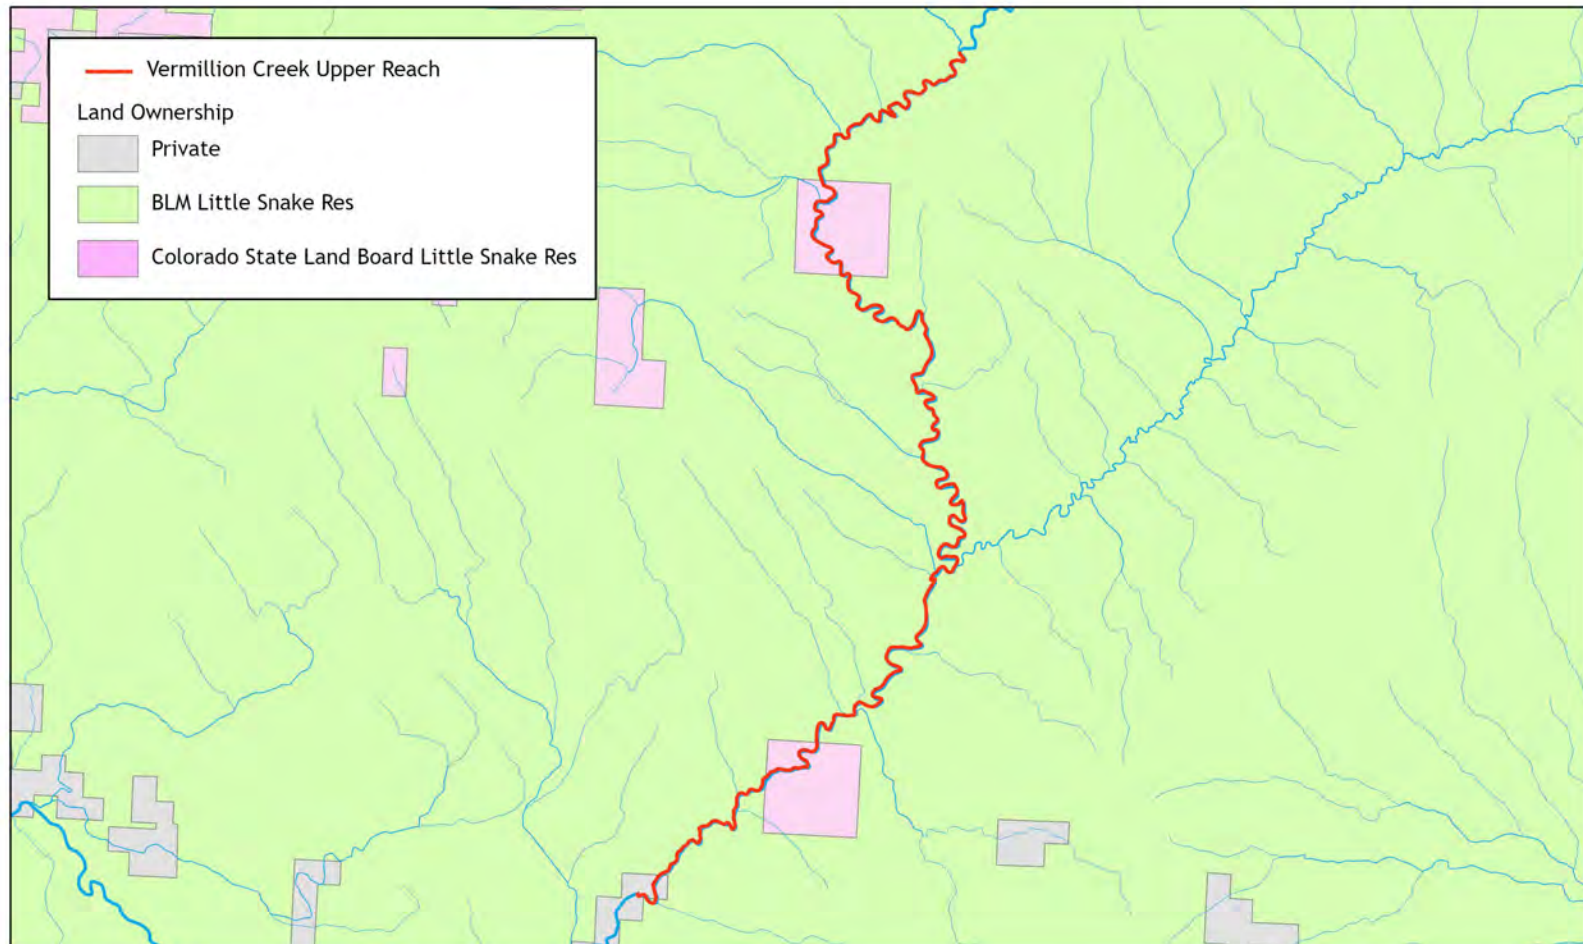 Vermillion Creek Upper Reach
Land Ownership
Private
BLM Little Snake Res
Colorado State Land Board Little Snake Res